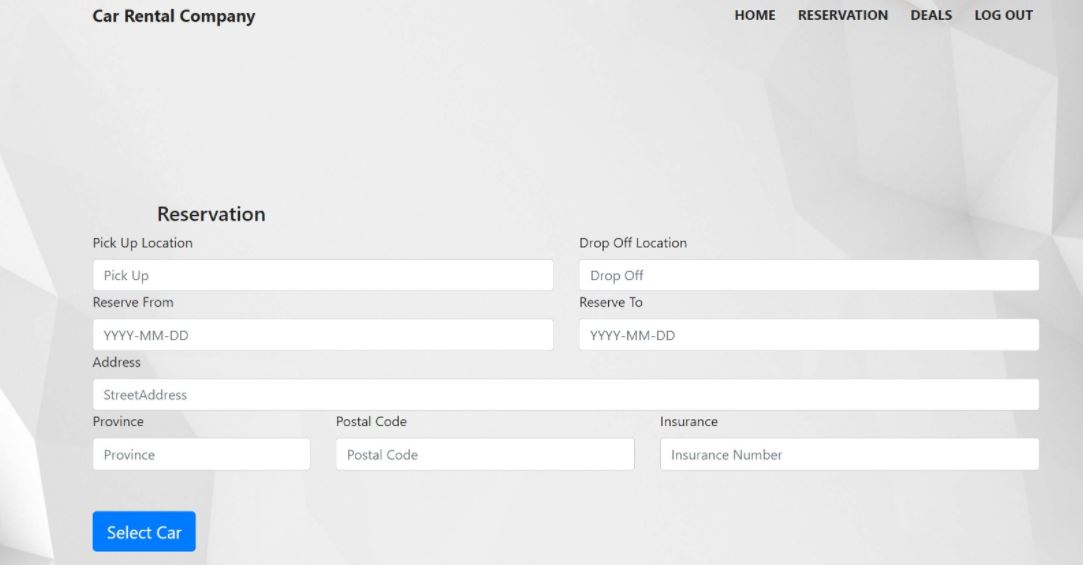 Car Rental Company HOME RESERVATION DEALS LOG OUT
Reservation
Pick Up Location Drop Off Location
Pick Up Drop Off
Reserve From Reserve To
YYYY-MM-DD YYYY-MM-DD
Address
StreetAddress
Province Postal Code Insurance
Province Postal Code Insurance Number
Select Car